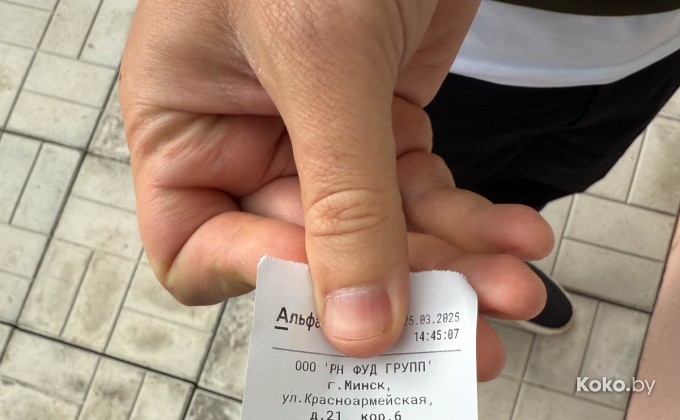 Альфа 25.03.2025
14:45:07
ООО 'РН ФУД ГРУПП'
г.Минск,
ул.Красноармейская,
д.21, кор.6
Koko.by